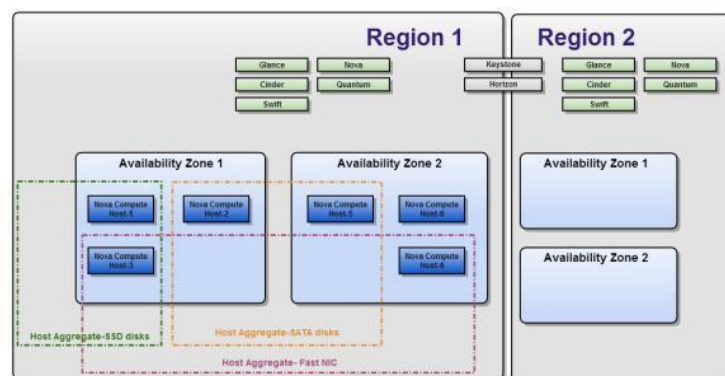 Region 1
Region 2
Glance
Nova
Keystone
Glance
Nova
Cinder
Quantum
Horizon
Cinder
Quantum
Swift
Swift
Availability Zone 1
Availability Zone 2
Availability Zone 1
Nova Compute
Host-1
Nova Compute
Host-2
Nova Compute
Host-5
Nova Compute
Host-6
Nova Compute
Host-3
Nova Compute
Host-6
Availability Zone 2
Host Aggregate-SSD disks
Host Aggregate-SATA disks
Host Aggregate- Fast NIC